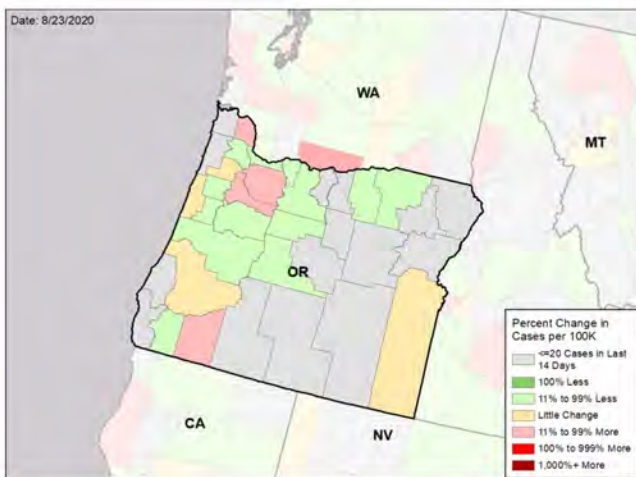 Date: 8/23/2020
WA
MT
OR
CA
NV
Percent Change in
Cases per 100K
<=20 Cases in Last
14 Days
100% Less
11% to 99% Less
Little Change
11% to 99% More
100% to 999% More
1,000%+ More